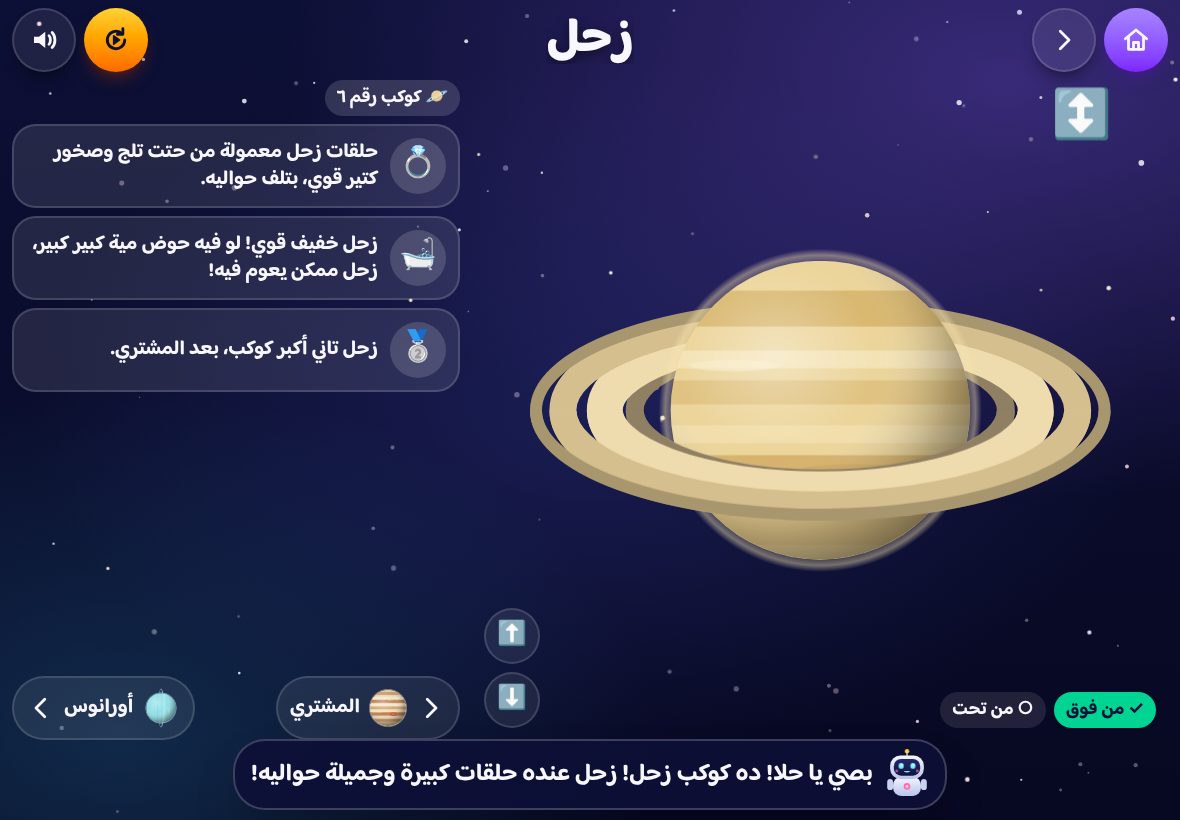 زحل
كوكب رقم ٦
حلقات زحل معمولة من حتت تلج وصخور
كتير قوي، بتلف حواليه.
زحل خفيف قوي! لو فيه حوض مية كبير كبير،
زحل ممكن يعوم فيه!
زحل تاني أكبر كوكب، بعد المشتري.
المشتري
أورانوس
من فوق
من تحت
بصي يا حلا! ده كوكب زحل! زحل عنده حلقات كبيرة وجميلة حواليه!